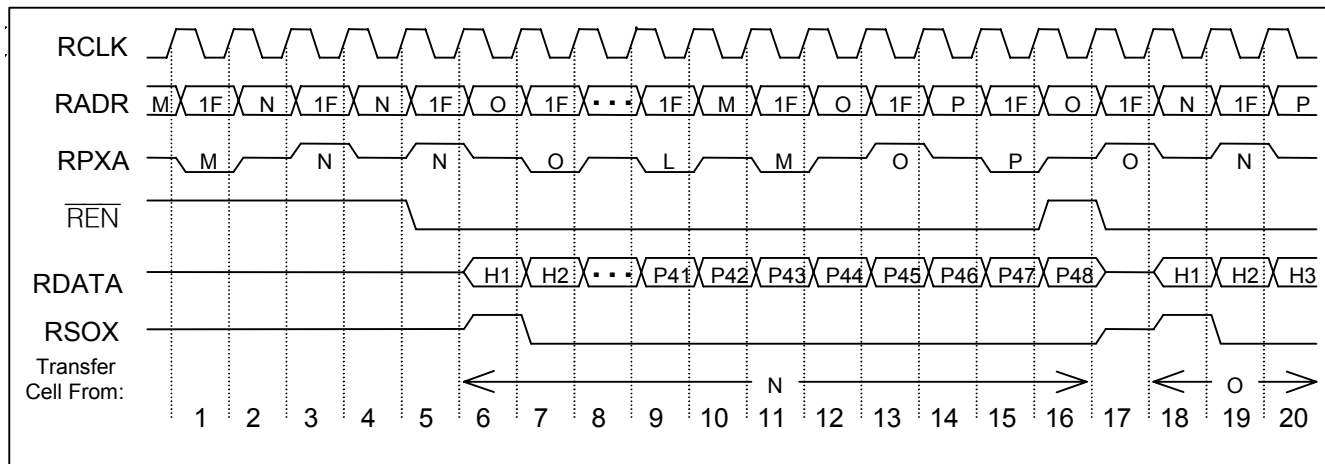 RCLK
RADR M 1F N 1F N 1F O 1F ··· 1F M 1F O 1F P 1F O 1F N 1F P
RPXA M N N O L M O P O N
REN
RDATA H1 H2 ··· P41 P42 P43 P44 P45 P46 P47 P48 H1 H2 H3
RSOX
Transfer
Cell From: N O
1 2 3 4 5 6 7 8 9 10 11 12 13 14 15 16 17 18 19 20